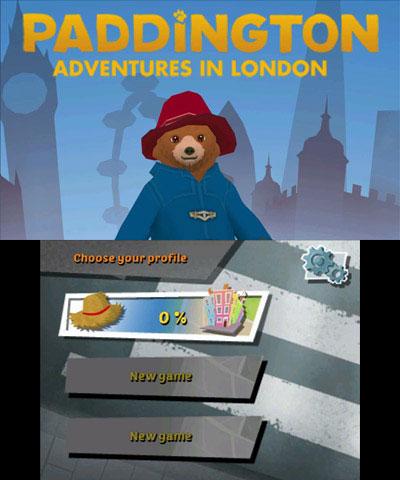 PADDiNGTON
ADVENTURES IN LONDON
Choose your profile
0 %
New game
New game